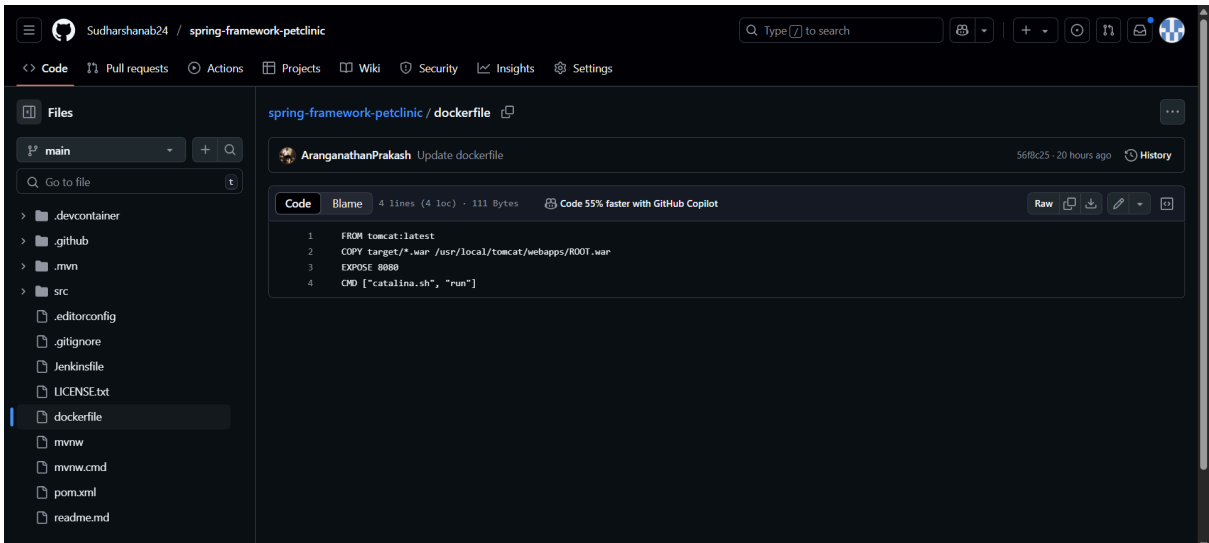 Sudharshanab24 / spring-framework-petclinic
Type / to search
<> Code Pull requests Actions Projects Wiki Security Insights Settings
Files
main
Go to file
t
.devcontainer
.github
.mvn
src
.editorconfig
.gitignore
Jenkinsfile
LICENSE.txt
dockerfile
mvnw
mvnw.cmd
pom.xml
readme.md
spring-framework-petclinic / dockerfile
AranganathanPrakash Update dockerfile
56f8c25 · 20 hours ago History
Code Blame 4 lines (4 loc) · 111 Bytes Code 55% faster with GitHub Copilot
Raw
1 FROM tomcat:latest
2 COPY target/*.war /usr/local/tomcat/webapps/ROOT.war
3 EXPOSE 8080
4 CMD ["catalina.sh", "run"]